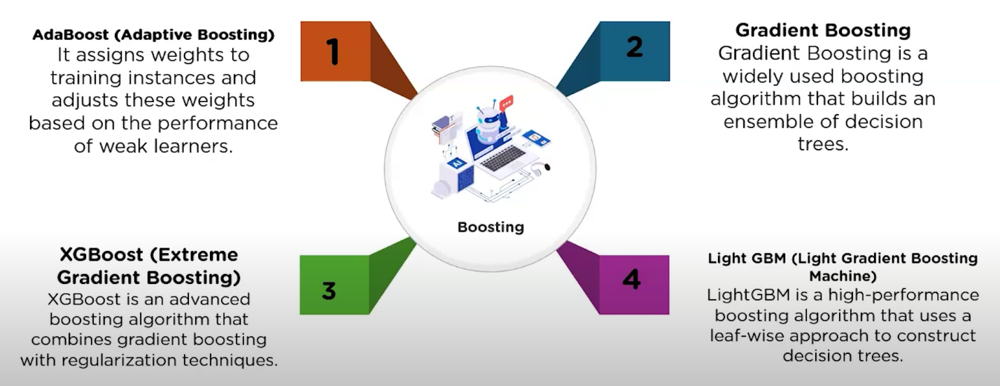 AdaBoost (Adaptive Boosting)
It assigns weights to
training instances and
adjusts these weights
based on the performance
of weak learners.
1
2
Gradient Boosting
Gradient Boosting is a
widely used boosting
algorithm that builds an
ensemble of decision
trees.
AI
Boosting
XGBoost (Extreme
Gradient Boosting)
XGBoost is an advanced
boosting algorithm that
combines gradient boosting
with regularization techniques.
3
4
Light GBM (Light Gradient Boosting
Machine)
LightGBM is a high-performance
boosting algorithm that uses a
leaf-wise approach to construct
decision trees.